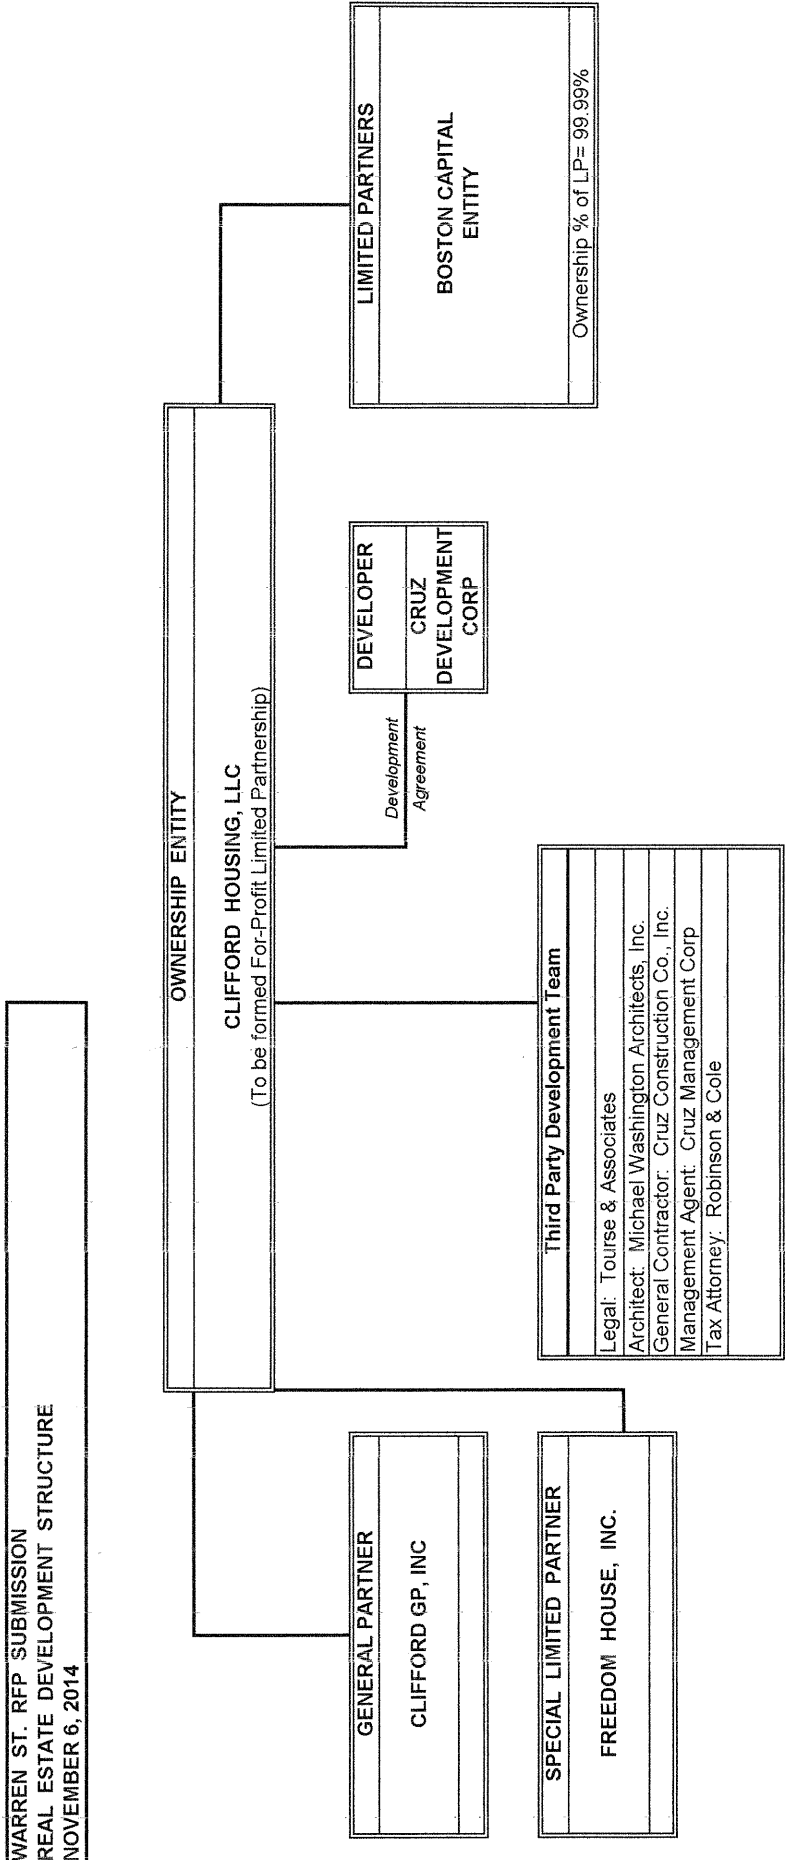 WARREN ST. RFP SUBMISSION
REAL ESTATE DEVELOPMENT STRUCTURE
NOVEMBER 6, 2014
OWNERSHIP ENTITY
CLIFFORD HOUSING, LLC
(To be formed For-Profit Limited Partnership)
GENERAL PARTNER
CLIFFORD GP, INC
SPECIAL LIMITED PARTNER
FREEDOM HOUSE, INC.
Third Party Development Team
Legal: Tourse & Associates
Architect: Michael Washington Architects, Inc.
General Contractor: Cruz Construction Co., Inc.
Management Agent: Cruz Management Corp
Tax Attorney: Robinson & Cole
Development
Agreement
DEVELOPER
CRUZ
DEVELOPMENT
CORP
LIMITED PARTNERS
BOSTON CAPITAL
ENTITY
Ownership % of LP= 99.99%